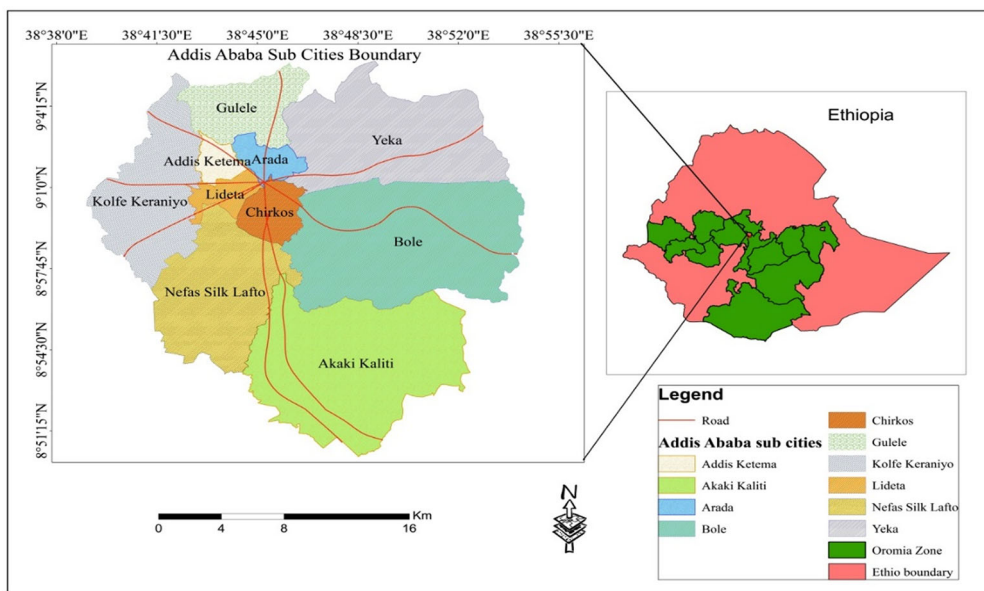 38°38'0"E 38°41'30"E 38°45'0"E 38°48'30"E 38°52'0"E 38°55'30"E
Addis Ababa Sub Cities Boundary
9°4'15"N
9°1'0"N
8°57'45"N
8°54'30"N
8°51'15"N
Gulele
Yeka
Arada
Addis Ketema
Lideta
Kolfe Keraniyo
Chirkos
Bole
Nefas Silk Lafto
Akaki Kaliti
0 4 8 16 Km
N
Ethiopia
Legend
Road
Addis Ababa sub cities
Addis Ketema
Akaki Kaliti
Arada
Bole
Chirkos
Gulele
Kolfe Keraniyo
Lideta
Nefas Silk Lafto
Yeka
Oromia Zone
Ethio boundary